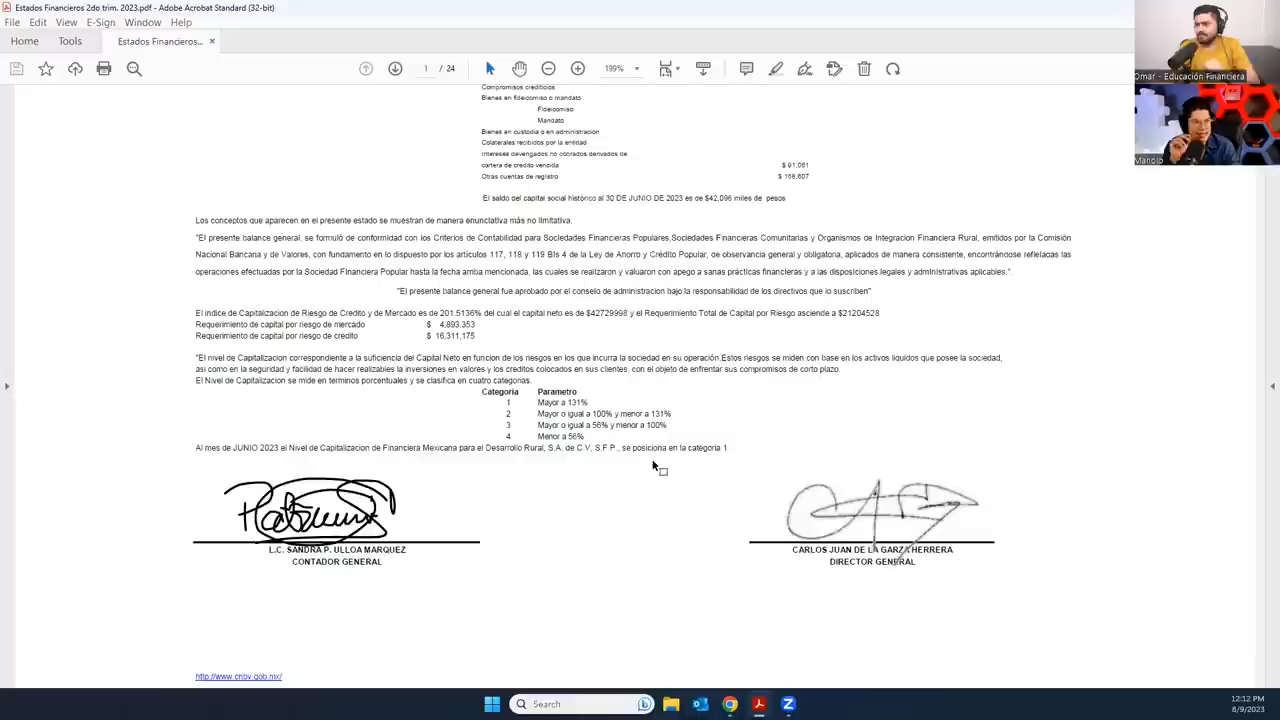 Estados Financieros 2do trim. 2023.pdf - Adobe Acrobat Standard (32-bit)
File Edit View E-Sign Window Help
Home Tools Estados Financieros... ×
1 / 24 199%
Omar - Educación Financiera
Manolo
Compromisos crediticios
Bienes en fideicomiso o mandato
Fideicomiso
Mandato
Bienes en custodia o en administracion
Colaterales recibidos por la entidad
Intereses devengados no cobrados derivados de
cartera de credito vencida $ 91,061
Otras cuentas de registro $ 168,607
El saldo del capital social histórico al 30 DE JUNIO DE 2023 es de $42,096 miles de pesos
Los conceptos que aparecen en el presente estado se muestran de manera enunciativa más no limitativa.
"El presente balance general, se formuló de conformidad con los Criterios de Contabilidad para Sociedades Financieras Populares,Sociedades Financieras Comunitarias y Organismos de Integracion Financiera Rural, emitidos por la Comisión
Nacional Bancaria y de Valores, con fundamento en lo dispuesto por los articulos 117, 118 y 119 Bis 4 de la Ley de Ahorro y Crédito Popular, de observancia general y obligatoria, aplicados de manera consistente, encontrándose reflejadas las
operaciones efectuadas por la Sociedad Financiera Popular hasta la fecha arriba mencionada, las cuales se realizaron y valuaron con apego a sanas prácticas financieras y a las disposiciones legales y administrativas aplicables.".
"El presente balance general fue aprobado por el consejo de administracion bajo la responsabilidad de los directivos que lo suscriben"
El indice de Capitalizacion de Riesgo de Credito y de Mercado es de 201.5136% del cual el capital neto es de $42729998 y el Requerimiento Total de Capital por Riesgo asciende a $21204528
Requerimiento de capital por riesgo de mercado $ 4,893,353
Requerimiento de capital por riesgo de credito $ 16,311,175
"El nivel de Capitalizacion correspondiente a la suficiencia del Capital Neto en funcion de los riesgos en los que incurra la sociedad en su operación.Estos riesgos se miden con base en los activos liquidos que posee la sociedad,
asi como en la seguridad y facilidad de hacer realizables la inversiones en valores y los creditos colocados en sus clientes, con el objeto de enfrentar sus compromisos de corto plazo.
El Nivel de Capitalizacion se mide en terminos porcentuales y se clasifica en cuatro categorias.
Categoria Parametro
1 Mayor a 131%
2 Mayor o igual a 100% y menor a 131%
3 Mayor o igual a 56% y menor a 100%
4 Menor a 56%
Al mes de JUNIO 2023 el Nivel de Capitalizacion de Financiera Mexicana para el Desarrollo Rural, S.A. de C.V, S.F P., se posiciona en la categoria 1
L.C. SANDRA P. ULLOA MARQUEZ
CONTADOR GENERAL
CARLOS JUAN DE LA GARZA HERRERA
DIRECTOR GENERAL
http://www.cnbv.gob.mx/
Search
12:12 PM
8/9/2023